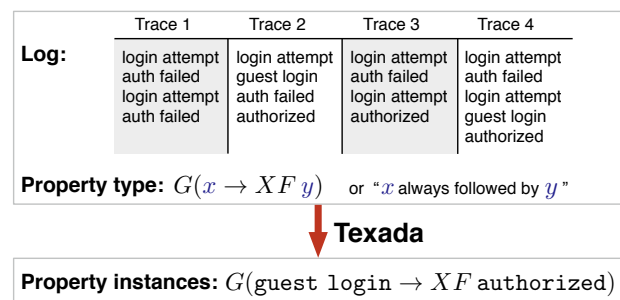 Trace 1 Trace 2 Trace 3 Trace 4
Log:
login attempt login attempt login attempt login attempt
auth failed guest login auth failed auth failed
login attempt auth failed login attempt login attempt
auth failed authorized authorized guest login
authorized
Property type: G(x → XF y) or “x always followed by y”
Texada
Property instances: G(guest login → XF authorized)